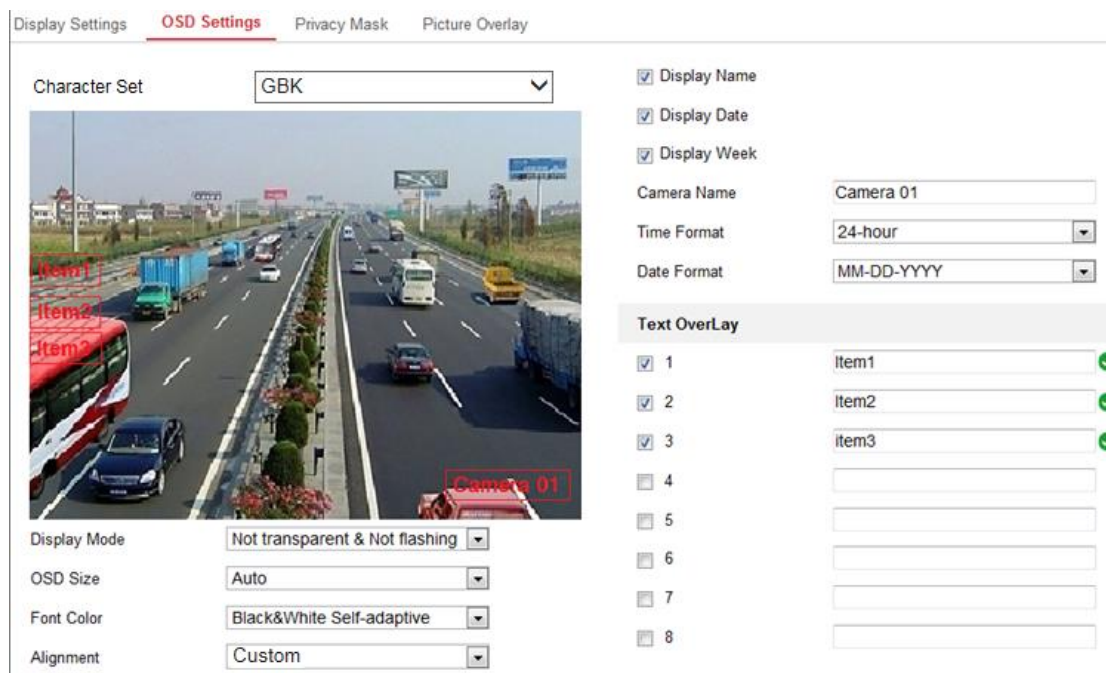 Display Settings OSD Settings Privacy Mask Picture Overlay
Character Set GBK
Item1
Item2
Item3
Camera 01
Display Mode Not transparent & Not flashing
OSD Size Auto
Font Color Black&White Self-adaptive
Alignment Custom
Display Name
Display Date
Display Week
Camera Name Camera 01
Time Format 24-hour
Date Format MM-DD-YYYY
Text OverLay
1 Item1
2 Item2
3 item3
4
5
6
7
8